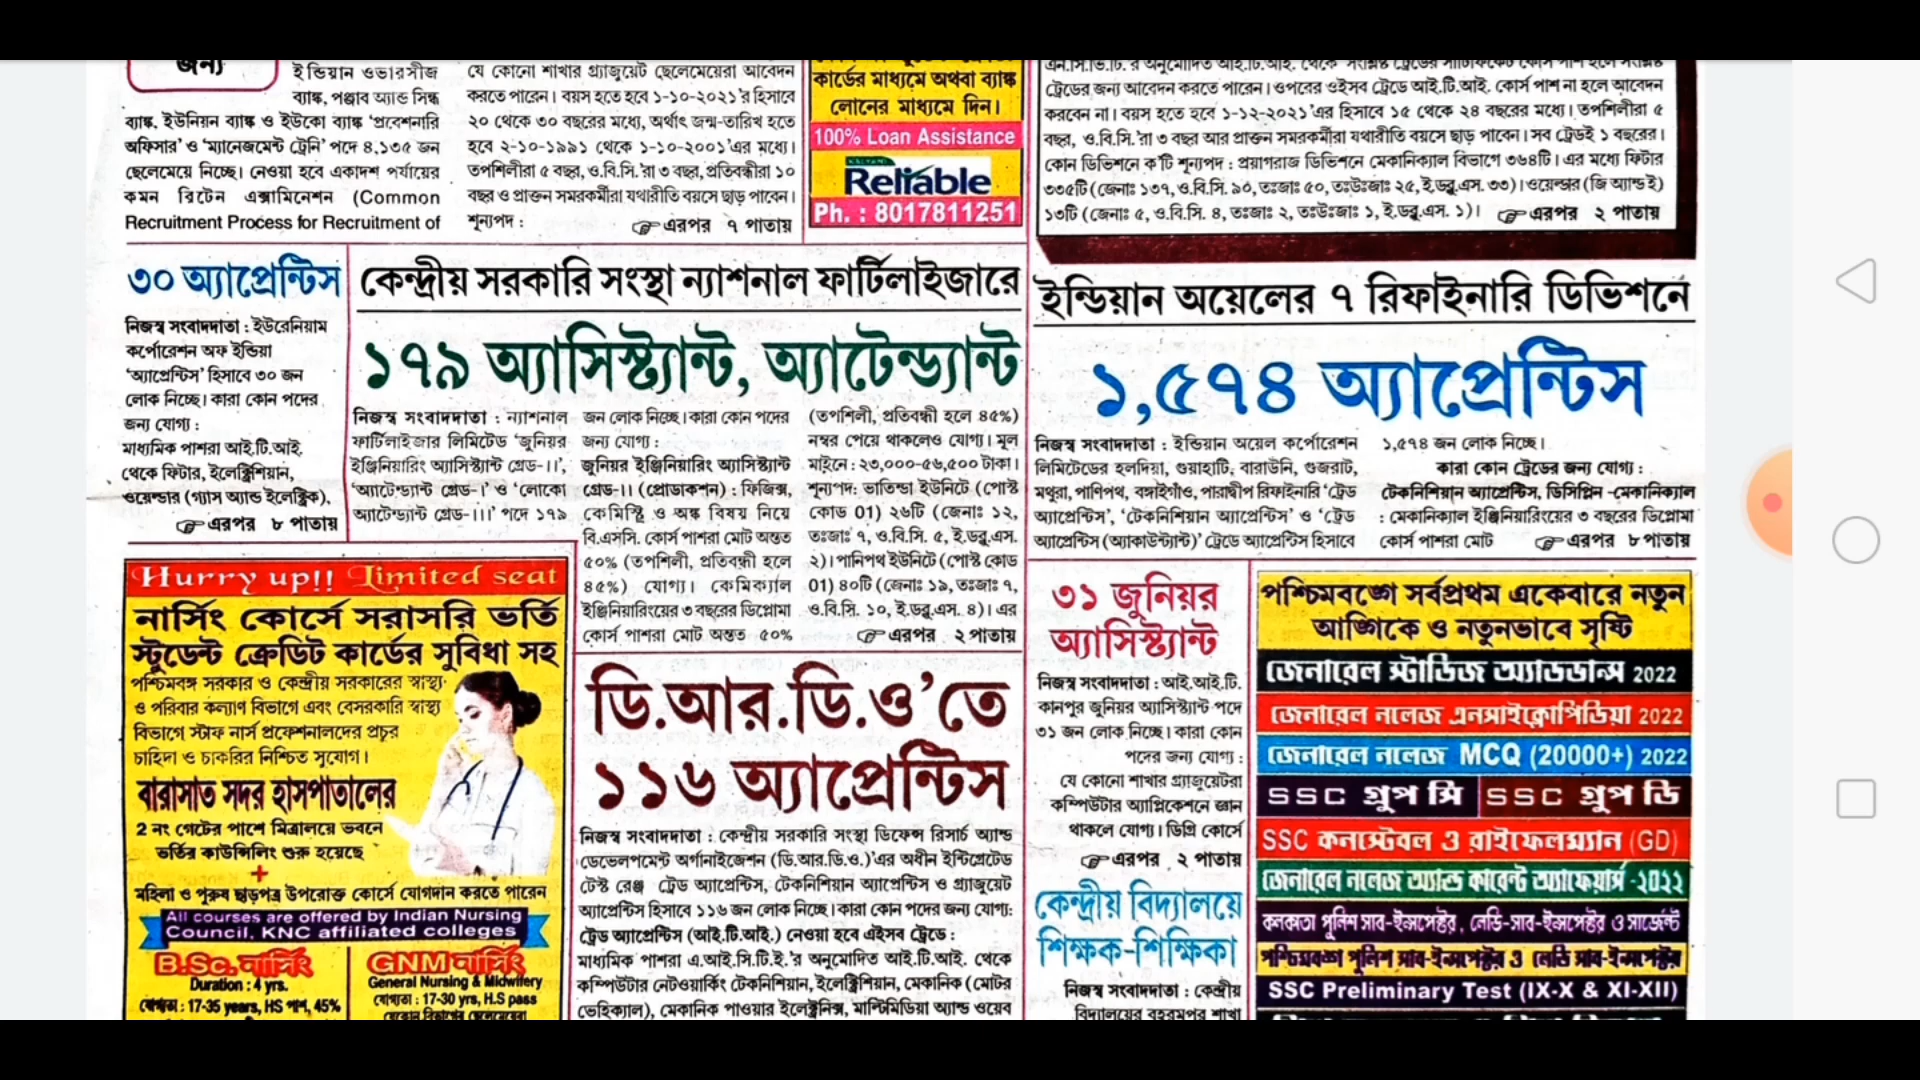 জন্য
ইন্ডিয়ান ওভারসীজ
ব্যাঙ্ক, পঞ্জাব অ্যান্ড সিন্ধ
ব্যাঙ্ক, ইউনিয়ন ব্যাঙ্ক ও ইউকো ব্যাঙ্ক ‘প্রবেশনারি
অফিসার’ ও ‘ম্যানেজমেন্ট ট্রেনি’ পদে ৪,১৩৫ জন
ছেলেমেয়ে নিচ্ছে। নেওয়া হবে একাদশ পর্যায়ের
কমন রিটেন এক্সামিনেশন (Common
Recruitment Process for Recruitment of
যে কোনো শাখার গ্র্যাজুয়েট ছেলেমেয়েরা আবেদন
করতে পারেন। বয়স হতে হবে ১-১০-২০২১’র হিসাবে
২০ থেকে ৩০ বছরের মধ্যে, অর্থাৎ জন্ম-তারিখ হতে
হবে ২-১০-১৯৯১ থেকে ১-১০-২০০১’এর মধ্যে।
তপশিলীরা ৫ বছর, ও.বি.সি.’রা ৩ বছর, প্রতিবন্ধীরা ১০
বছর ও প্রাক্তন সমরকর্মীরা যথারীতি বয়সে ছাড় পাবেন।
শূন্যপদ :
এরপর ৭ পাতায়
কার্ডের মাধ্যমে অথবা ব্যাঙ্ক
লোনের মাধ্যমে দিন।
100% Loan Assistance
Reliable
Ph. : 8017811251
এন.সি.ভি.টি.’র অনুমোদিত আই.টি.আই. থেকে সংশ্লিষ্ট ট্রেডের সার্টিফিকেট কোর্স পাশ হলে সংশ্লিষ্ট
ট্রেডের জন্য আবেদন করতে পারেন। ওপরের ওইসব ট্রেডে আই.টি.আই. কোর্স পাশ না হলে আবেদন
করবেন না। বয়স হতে হবে ১-১২-২০২১’এর হিসাবে ১৫ থেকে ২৪ বছরের মধ্যে। তপশিলীরা ৫
বছর, ও.বি.সি.’রা ৩ বছর আর প্রাক্তন সমরকর্মীরা যথারীতি বয়সে ছাড় পাবেন। সব ট্রেডই ১ বছরের।
কোন ডিভিশনে ক’টি শূন্যপদ : প্রয়াগরাজ ডিভিশনে মেকানিক্যাল বিভাগে ৩৬৪টি। এর মধ্যে ফিটার
৩৩৫টি (জেনাঃ ১৩৭, ও.বি.সি. ৯০, তঃজাঃ ৫০, তঃউঃজাঃ ২৫, ই.ডব্লু.এস. ৩৩)। ওয়েল্ডার (জি অ্যান্ড ই)
১৩টি (জেনাঃ ৫, ও.বি.সি. ৪, তঃজাঃ ২, তঃউঃজাঃ ১, ই.ডব্লু.এস. ১)। এরপর ২ পাতায়
৩০ অ্যাপ্রেন্টিস
নিজস্ব সংবাদদাতা : ইউরেনিয়াম
কর্পোরেশন অফ ইন্ডিয়া
‘অ্যাপ্রেন্টিস’ হিসাবে ৩০ জন
লোক নিচ্ছে। কারা কোন পদের
জন্য যোগ্য :
মাধ্যমিক পাশরা আই.টি.আই.
থেকে ফিটার, ইলেক্ট্রিশিয়ান,
ওয়েল্ডার (গ্যাস অ্যান্ড ইলেক্ট্রিক),
এরপর ৮ পাতায়
কেন্দ্রীয় সরকারি সংস্থা ন্যাশনাল ফার্টিলাইজারে
১৭৯ অ্যাসিস্ট্যান্ট, অ্যাটেন্ড্যান্ট
নিজস্ব সংবাদদাতা : ন্যাশনাল
ফার্টিলাইজার লিমিটেড ‘জুনিয়র
ইঞ্জিনিয়ারিং অ্যাসিস্ট্যান্ট গ্রেড-।।’,
‘অ্যাটেন্ড্যান্ট গ্রেড-।’ ও ‘লোকো
অ্যাটেন্ড্যান্ট গ্রেড-।।।’ পদে ১৭৯
জন লোক নিচ্ছে। কারা কোন পদের
জন্য যোগ্য :
জুনিয়র ইঞ্জিনিয়ারিং অ্যাসিস্ট্যান্ট
গ্রেড-।। (প্রোডাকশন) : ফিজিক্স,
কেমিস্ট্রি ও অঙ্ক বিষয় নিয়ে
বি.এসসি. কোর্স পাশরা মোট অন্তত
৫০% (তপশিলী, প্রতিবন্ধী হলে
৪৫%) যোগ্য। কেমিক্যাল
ইঞ্জিনিয়ারিংয়ের ৩ বছরের ডিপ্লোমা
কোর্স পাশরা মোট অন্তত ৫০%
(তপশিলী, প্রতিবন্ধী হলে ৪৫%)
নম্বর পেয়ে থাকলেও যোগ্য। মূল
মাইনে : ২৩,০০০-৫৬,৫০০ টাকা।
শূন্যপদ: ভাতিন্ডা ইউনিটে (পোস্ট
কোড 01) ২৬টি (জেনাঃ ১২,
তঃজাঃ ৭, ও.বি.সি. ৫, ই.ডব্লু.এস.
২)। পানিপথ ইউনিটে (পোস্ট কোড
01) ৪০টি (জেনাঃ ১৯, তঃজাঃ ৭,
ও.বি.সি. ১০, ই.ডব্লু.এস. ৪)। এর
এরপর ২ পাতায়
ইন্ডিয়ান অয়েলের ৭ রিফাইনারি ডিভিশনে
১,৫৭৪ অ্যাপ্রেন্টিস
নিজস্ব সংবাদদাতা : ইন্ডিয়ান অয়েল কর্পোরেশন
লিমিটেডের হলদিয়া, গুয়াহাটি, বারাউনি, গুজরাট,
মথুরা, পাণিপথ, বঙ্গাইগাঁও, পারাদ্বীপ রিফাইনারি ‘ট্রেড
অ্যাপ্রেন্টিস’, ‘টেকনিশিয়ান অ্যাপ্রেন্টিস’ ও ‘ট্রেড
অ্যাপ্রেন্টিস (অ্যাকাউন্ট্যান্ট)’ ট্রেডে অ্যাপ্রেন্টিস হিসাবে
১,৫৭৪ জন লোক নিচ্ছে।
কারা কোন ট্রেডের জন্য যোগ্য :
টেকনিশিয়ান অ্যাপ্রেন্টিস, ডিসিপ্লিন -মেকানিক্যাল
: মেকানিক্যাল ইঞ্জিনিয়ারিংয়ের ৩ বছরের ডিপ্লোমা
কোর্স পাশরা মোট এরপর ৮ পাতায়
Hurry up!! Limited seat
নার্সিং কোর্সে সরাসরি ভর্তি
স্টুডেন্ট ক্রেডিট কার্ডের সুবিধা সহ
পশ্চিমবঙ্গ সরকার ও কেন্দ্রীয় সরকারের স্বাস্থ্য
ও পরিবার কল্যাণ বিভাগে এবং বেসরকারি স্বাস্থ্য
বিভাগে স্টাফ নার্স প্রফেশনালদের প্রচুর
চাহিদা ও চাকরির নিশ্চিত সুযোগ।
বারাসাত সদর হাসপাতালের
2 নং গেটের পাশে মিত্রালয়ে ভবনে
ভর্তির কাউন্সিলিং শুরু হয়েছে
+
মহিলা ও পুরুষ ছাড়পত্র উপরোক্ত কোর্সে যোগদান করতে পারেন
All courses are offered by Indian Nursing
Council, KNC affiliated colleges
B.Sc. নার্সিং
Duration : 4 yrs.
যোগ্যতা : 17-35 years, HS পাশ, 45%
GNM নার্সিং
General Nursing & Midwifery
যোগ্যতা : 17-30 yrs, H.S pass
যেকোন বিভাগের ছেলেমেয়েরা
ডি.আর.ডি.ও’তে
১১৬ অ্যাপ্রেন্টিস
নিজস্ব সংবাদদাতা : কেন্দ্রীয় সরকারি সংস্থা ডিফেন্স রিসার্চ অ্যান্ড
ডেভেলপমেন্ট অর্গানাইজেশন (ডি.আর.ডি.ও.)’এর অধীন ইন্টিগ্রেটেড
টেস্ট রেঞ্জ ট্রেড অ্যাপ্রেন্টিস, টেকনিশিয়ান অ্যাপ্রেন্টিস ও গ্র্যাজুয়েট
অ্যাপ্রেন্টিস হিসাবে ১১৬ জন লোক নিচ্ছে। কারা কোন পদের জন্য যোগ্য:
ট্রেড অ্যাপ্রেন্টিস (আই.টি.আই.) নেওয়া হবে এইসব ট্রেডে :
মাধ্যমিক পাশরা এ.আই.সি.টি.ই.’র অনুমোদিত আই.টি.আই. থেকে
কম্পিউটার নেটওয়ার্কিং টেকনিশিয়ান, ইলেক্ট্রিশিয়ান, মেকানিক (মোটর
ভেহিক্যাল), মেকানিক পাওয়ার ইলেক্ট্রনিক্স, মাল্টিমিডিয়া অ্যান্ড ওয়েব
৩১ জুনিয়র
অ্যাসিস্ট্যান্ট
নিজস্ব সংবাদদাতা : আই.আই.টি.
কানপুর জুনিয়র অ্যাসিস্ট্যান্ট পদে
৩১ জন লোক নিচ্ছে। কারা কোন
পদের জন্য যোগ্য :
যে কোনো শাখার গ্র্যাজুয়েটরা
কম্পিউটার অ্যাপ্লিকেশনে জ্ঞান
থাকলে যোগ্য। ডিগ্রি কোর্সে
এরপর ২ পাতায়
কেন্দ্রীয় বিদ্যালয়ে
শিক্ষক-শিক্ষিকা
নিজস্ব সংবাদদাতা : কেন্দ্রীয়
বিদ্যালয়ের বহরমপুর শাখা
পশ্চিমবঙ্গে সর্বপ্রথম একেবারে নতুন
আঙ্গিকে ও নতুনভাবে সৃষ্টি
জেনারেল স্টাডিজ অ্যাডভান্স 2022
জেনারেল নলেজ এনসাইক্লোপিডিয়া 2022
জেনারেল নলেজ MCQ (20000+) 2022
SSC গ্রুপ সি SSC গ্রুপ ডি
SSC কনস্টেবল ও রাইফেলম্যান (GD)
জেনারেল নলেজ অ্যান্ড কারেন্ট অ্যাফেয়ার্স -২০২২
কলকাতা পুলিশ সাব-ইন্সপেক্টর, লেডি-সাব-ইন্সপেক্টর ও সার্জেন্ট
পশ্চিমবঙ্গ পুলিশ সাব-ইন্সপেক্টর ও লেডি সাব-ইন্সপেক্টর
SSC Preliminary Test (IX-X & XI-XII)